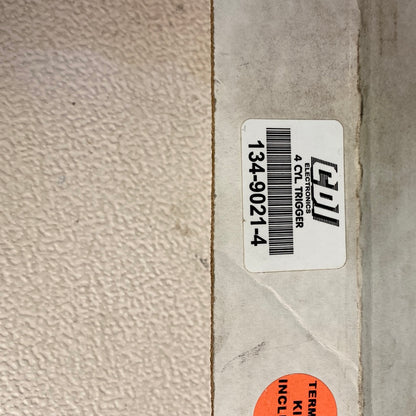 CDI
ELECTRONICS
4 CYL TRIGGER
134-9021-4
TERM
KI
INCL